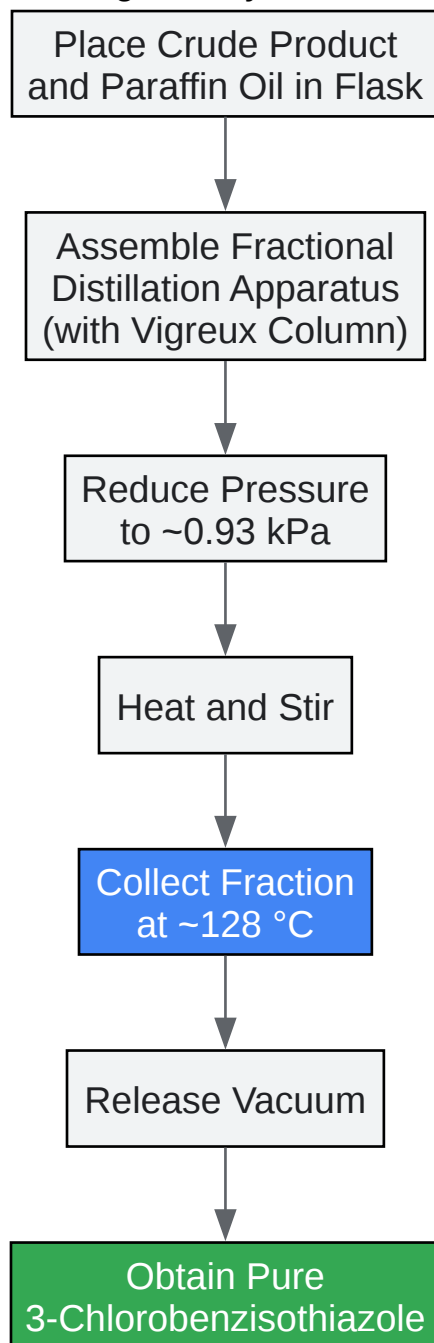 Place Crude Product
and Paraffin Oil in Flask
Assemble Fractional
Distillation Apparatus
(with Vigreux Column)
Reduce Pressure
to ~0.93 kPa
Heat and Stir
Collect Fraction
at ~128 °C
Release Vacuum
Obtain Pure
3-Chlorobenzisothiazole